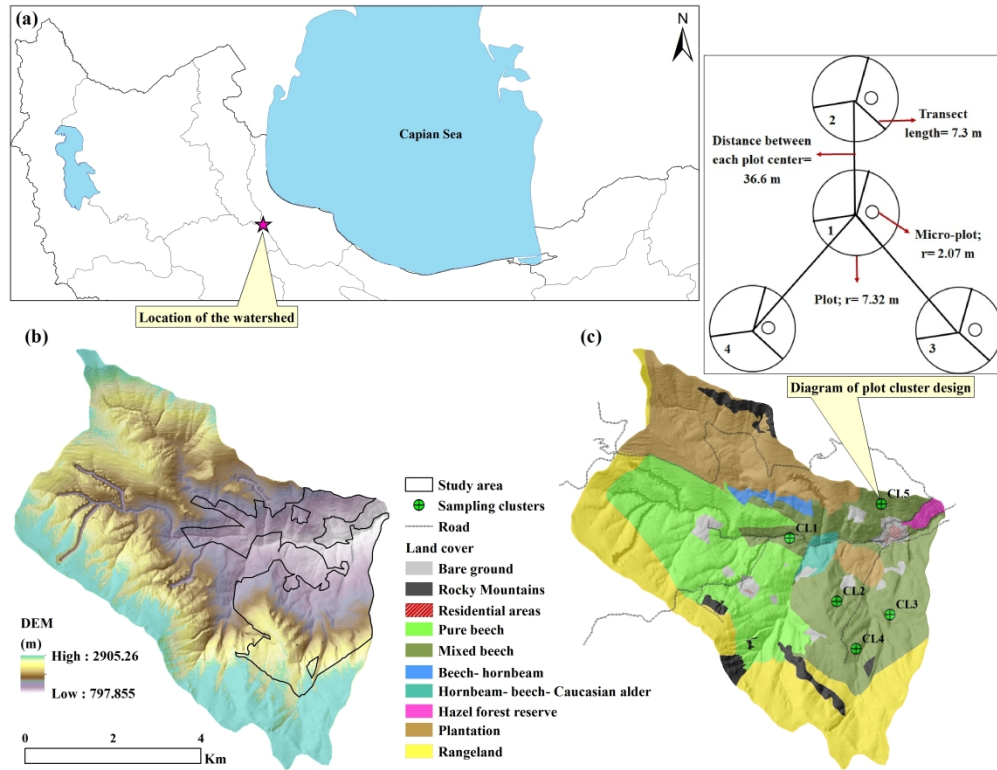 (a)
N
Capian Sea
Location of the watershed
2
Transect
length= 7.3 m
Distance between
each plot center=
36.6 m
1
Micro-plot;
r= 2.07 m
Plot; r= 7.32 m
4
3
Diagram of plot cluster design
(b)
(c)
DEM
(m)
High : 2905.26
Low : 797.855
0
2
4
Km
Study area
Sampling clusters
Road
Land cover
Bare ground
Rocky Mountains
Residential areas
Pure beech
Mixed beech
Beech- hornbeam
Hornbeam- beech- Caucasian alder
Hazel forest reserve
Plantation
Rangeland
CL5
CL1
CL2
CL3
CL4